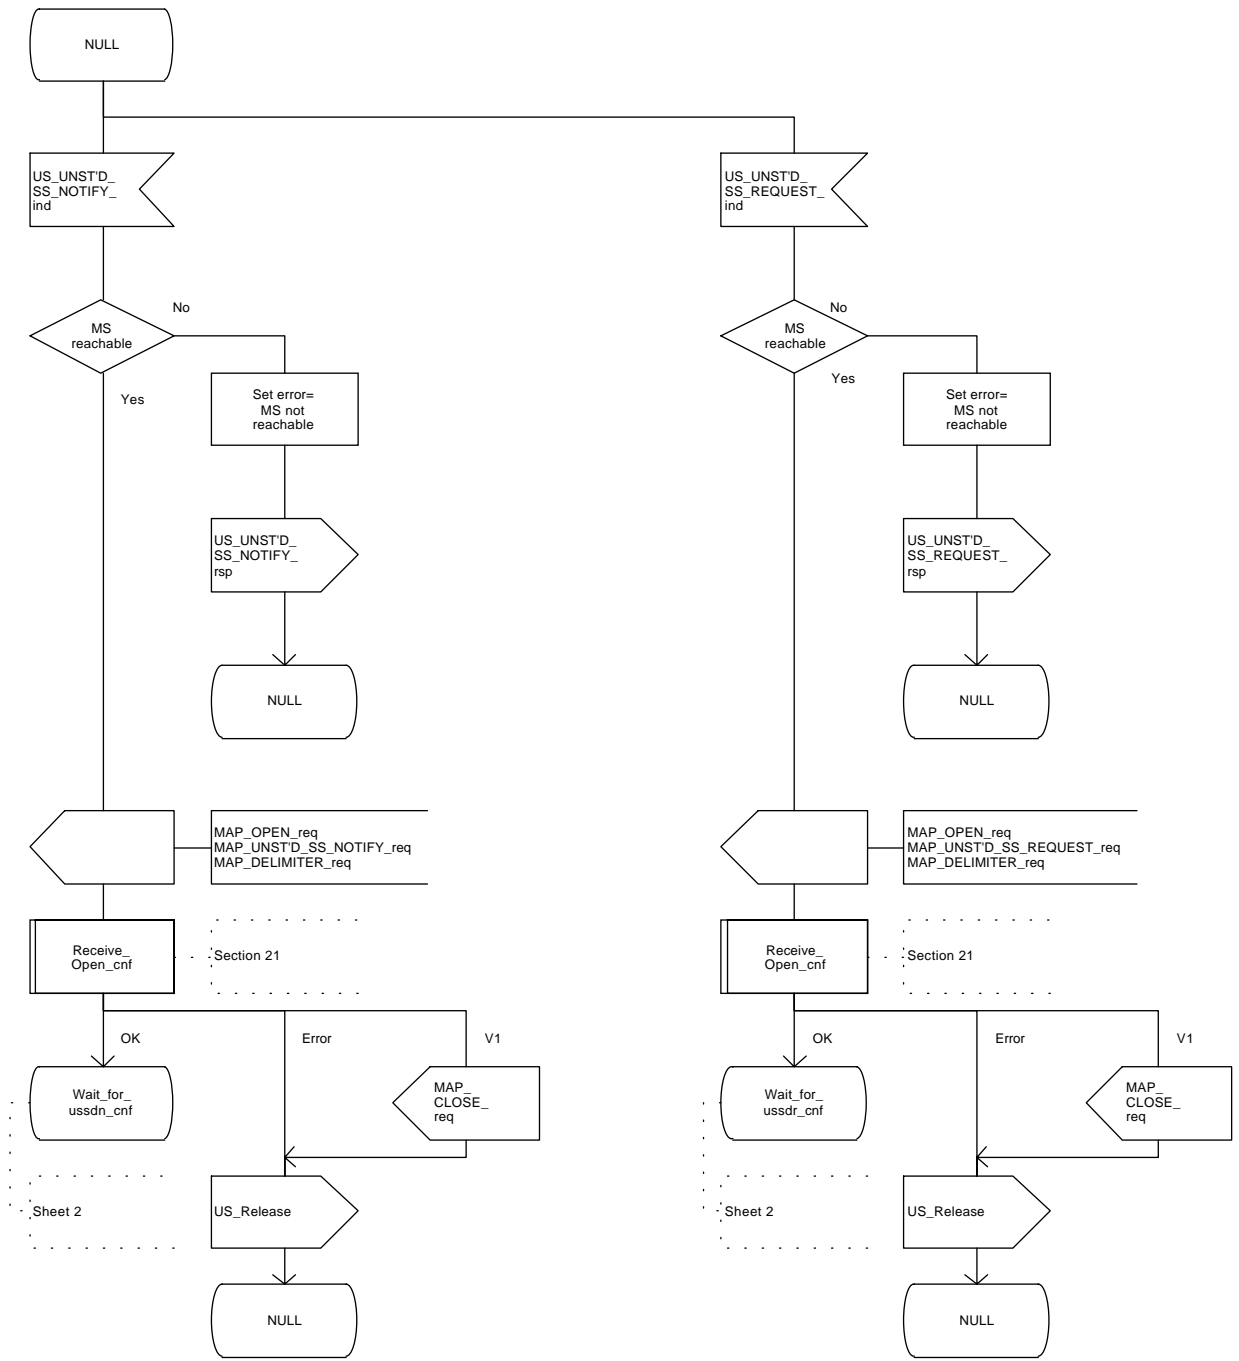 NULL
US_UNST'D_
SS_NOTIFY_
ind
US_UNST'D_
SS_REQUEST_
ind
MS
reachable
No
Yes
MS
reachable
No
Yes
Set error=
MS not
reachable
Set error=
MS not
reachable
US_UNST'D_
SS_NOTIFY_
rsp
US_UNST'D_
SS_REQUEST_
rsp
NULL
NULL
MAP_OPEN_req
MAP_UNST'D_SS_NOTIFY_req
MAP_DELIMITER_req
MAP_OPEN_req
MAP_UNST'D_SS_REQUEST_req
MAP_DELIMITER_req
Receive_
Open_cnf
Section 21
Receive_
Open_cnf
Section 21
OK
Error
V1
OK
Error
V1
Wait_for_
ussdn_cnf
MAP_
CLOSE_
req
Wait_for_
ussdr_cnf
MAP_
CLOSE_
req
Sheet 2
US_Release
Sheet 2
US_Release
NULL
NULL